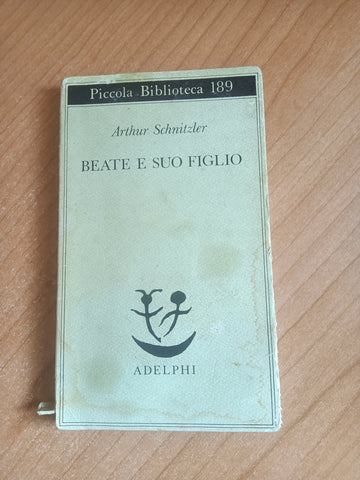 Piccola Biblioteca 189
Arthur Schnitzler
BEATE E SUO FIGLIO
ADELPHI